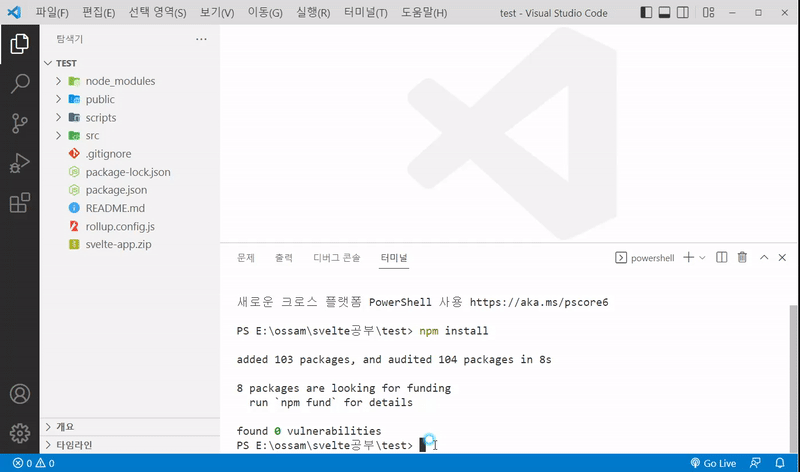 파일(F) 편집(E) 선택 영역(S) 보기(V) 이동(G) 실행(R) 터미널(T) 도움말(H) test - Visual Studio Code
탐색기
TEST
node_modules
public
scripts
src
.gitignore
package-lock.json
package.json
README.md
rollup.config.js
svelte-app.zip
개요
타임라인
문제 출력 디버그 콘솔 터미널 powershell
새로운 크로스 플랫폼 PowerShell 사용 https://aka.ms/pscore6
PS E:\ossam\svelte공부\test> npm install
added 103 packages, and audited 104 packages in 8s
8 packages are looking for funding
run `npm fund` for details
found 0 vulnerabilities
PS E:\ossam\svelte공부\test>
0 0 Go Live